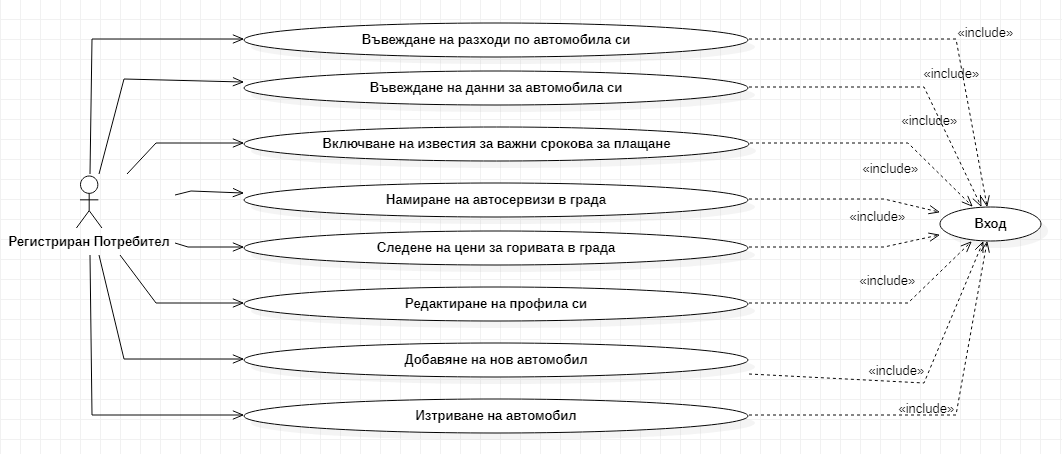 Въвеждане на разходи по автомобила си
«include»
Въвеждане на данни за автомобила си
«include»
Включване на известия за важни срокова за плащане
«include»
Намиране на автосервизи в града
«include»
Регистриран Потребител
Следене на цени за горивата в града
«include»
Вход
Редактиране на профила си
«include»
Добавяне на нов автомобил
«include»
Изтриване на автомобил
«include»